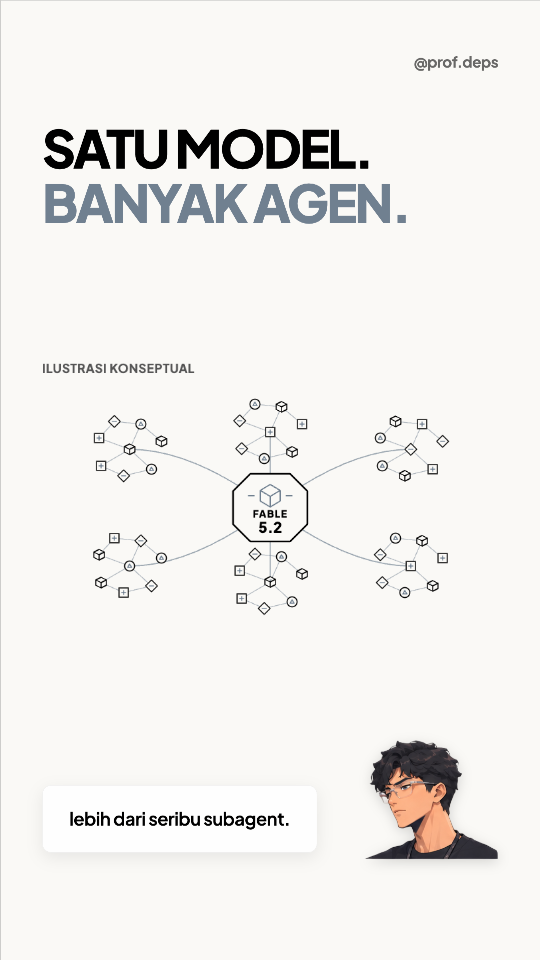 @prof.deps
SATU MODEL.
BANYAK AGEN.
ILUSTRASI KONSEPTUAL
FABLE
5.2
lebih dari seribu subagent.